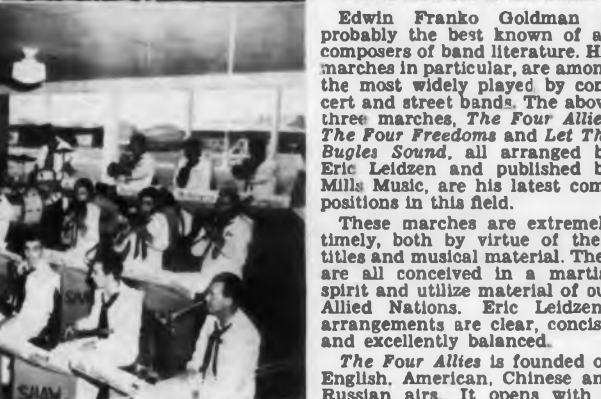 Edwin Franko Goldman
probably the best known of a
composers of band literature. H
marches in particular, are amon
the most widely played by con
cert and street bands. The abov
three marches, The Four Allie
The Four Freedoms and Let Th
Bugles Sound, all arranged b
Eric Leidzen and published b
Mills Music, are his latest com
positions in this field.
These marches are extremel
timely, both by virtue of the
titles and musical material. The
are all conceived in a martia
spirit and utilize material of ou
Allied Nations. Eric Leidzen
arrangements are clear, concis
and excellently balanced.
The Four Allies is founded o
English, American, Chinese an
Russian airs. It opens with
SHAW